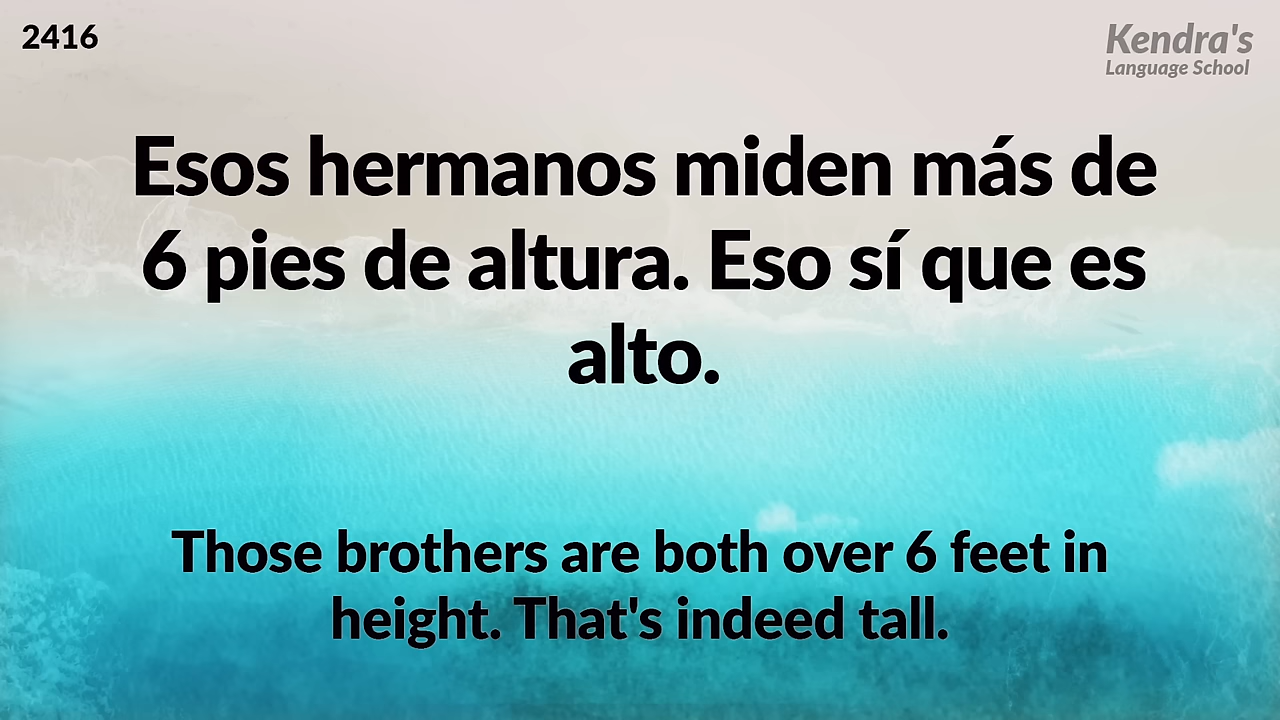 2416
Kendra's
Language School
Esos hermanos miden más de
6 pies de altura. Eso sí que es
alto.
Those brothers are both over 6 feet in
height. That's indeed tall.